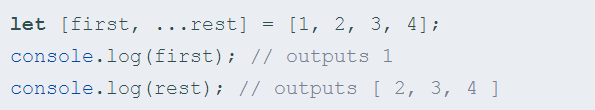 let [first, ...rest] = [1, 2, 3, 4];
console.log(first); // outputs 1
console.log(rest); // outputs [ 2, 3, 4 ]